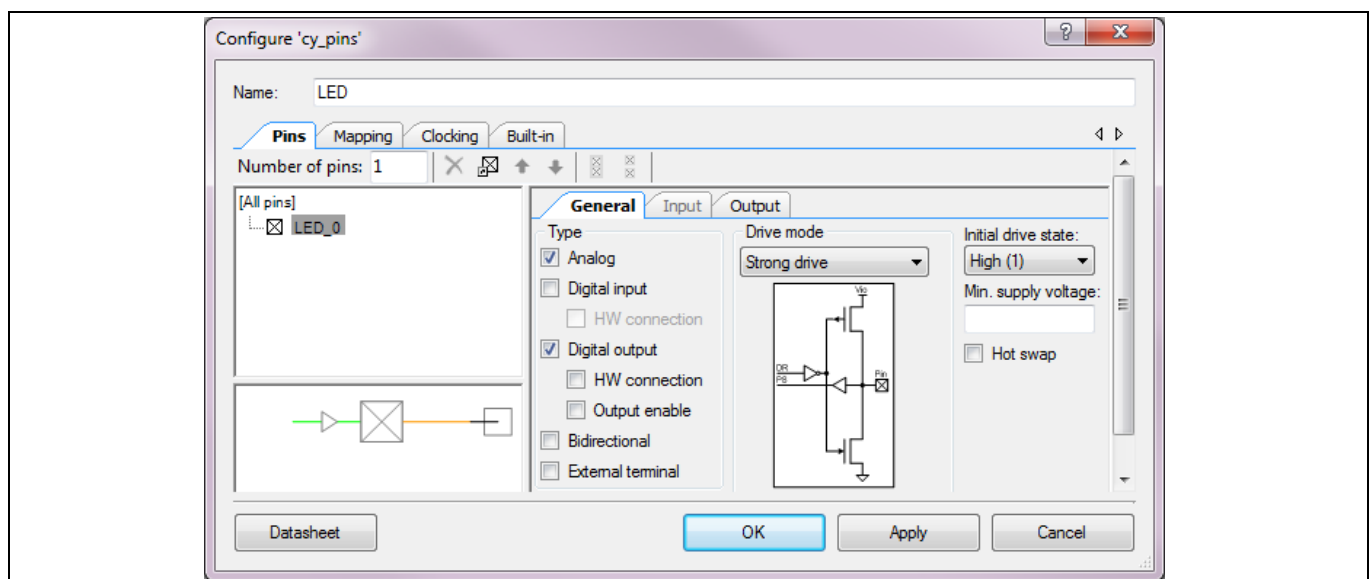 Configure 'cy_pins'
Name: LED
Pins Mapping Clocking Built-in
Number of pins: 1
[All pins]
LED_0
General Input Output
Type
Analog
Digital input
HW connection
Digital output
HW connection
Output enable
Bidirectional
External terminal
Drive mode
Strong drive
Vio
DR
PS
Pin
Initial drive state:
High (1)
Min. supply voltage:
Hot swap
Datasheet OK Apply Cancel